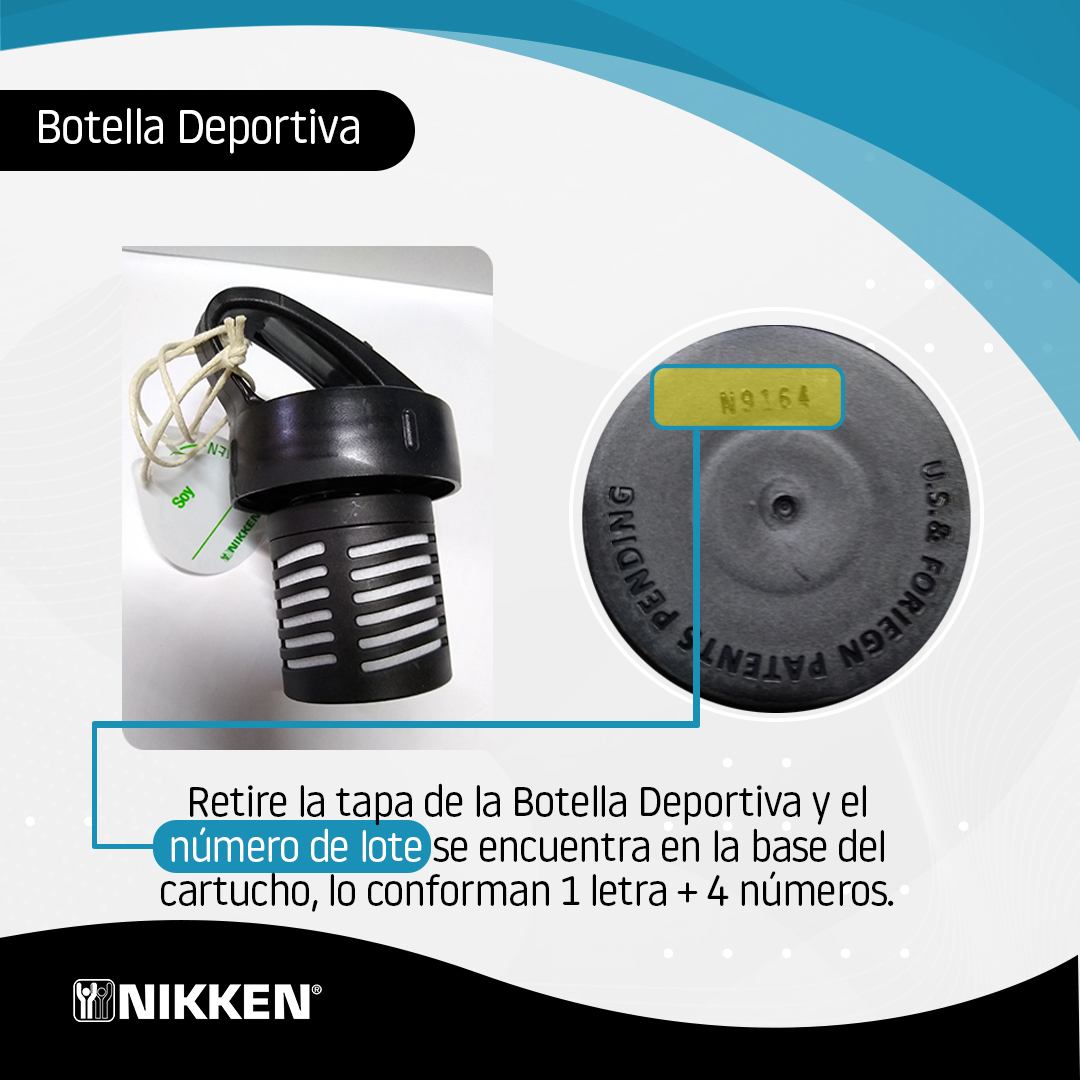 Botella Deportiva
N9164
U.S.& FORIEGN PATENTS PENDING
Soy
NIKKEN
Retire la tapa de la Botella Deportiva y el
número de lote se encuentra en la base del
cartucho, lo conforman 1 letra + 4 números.
NIKKEN®